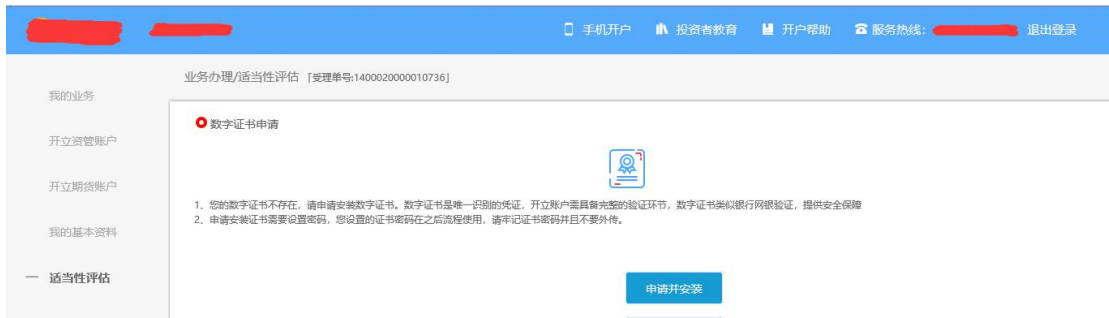 手机开户 投资者教育 开户帮助 服务热线: 退出登录
业务办理/适当性评估「受理单号:1400020000010736」
我的业务
开立资管账户
开立期货账户
我的基本资料
— 适当性评估
数字证书申请
1、您的数字证书不存在，请申请安装数字证书。数字证书是唯一识别的凭证，开立账户需具备完整的验证环节，数字证书类似银行网银验证，提供安全保障
2、申请安装证书需要设置密码，您设置的证书密码在之后流程使用，请牢记证书密码并且不要外传。
申请并安装